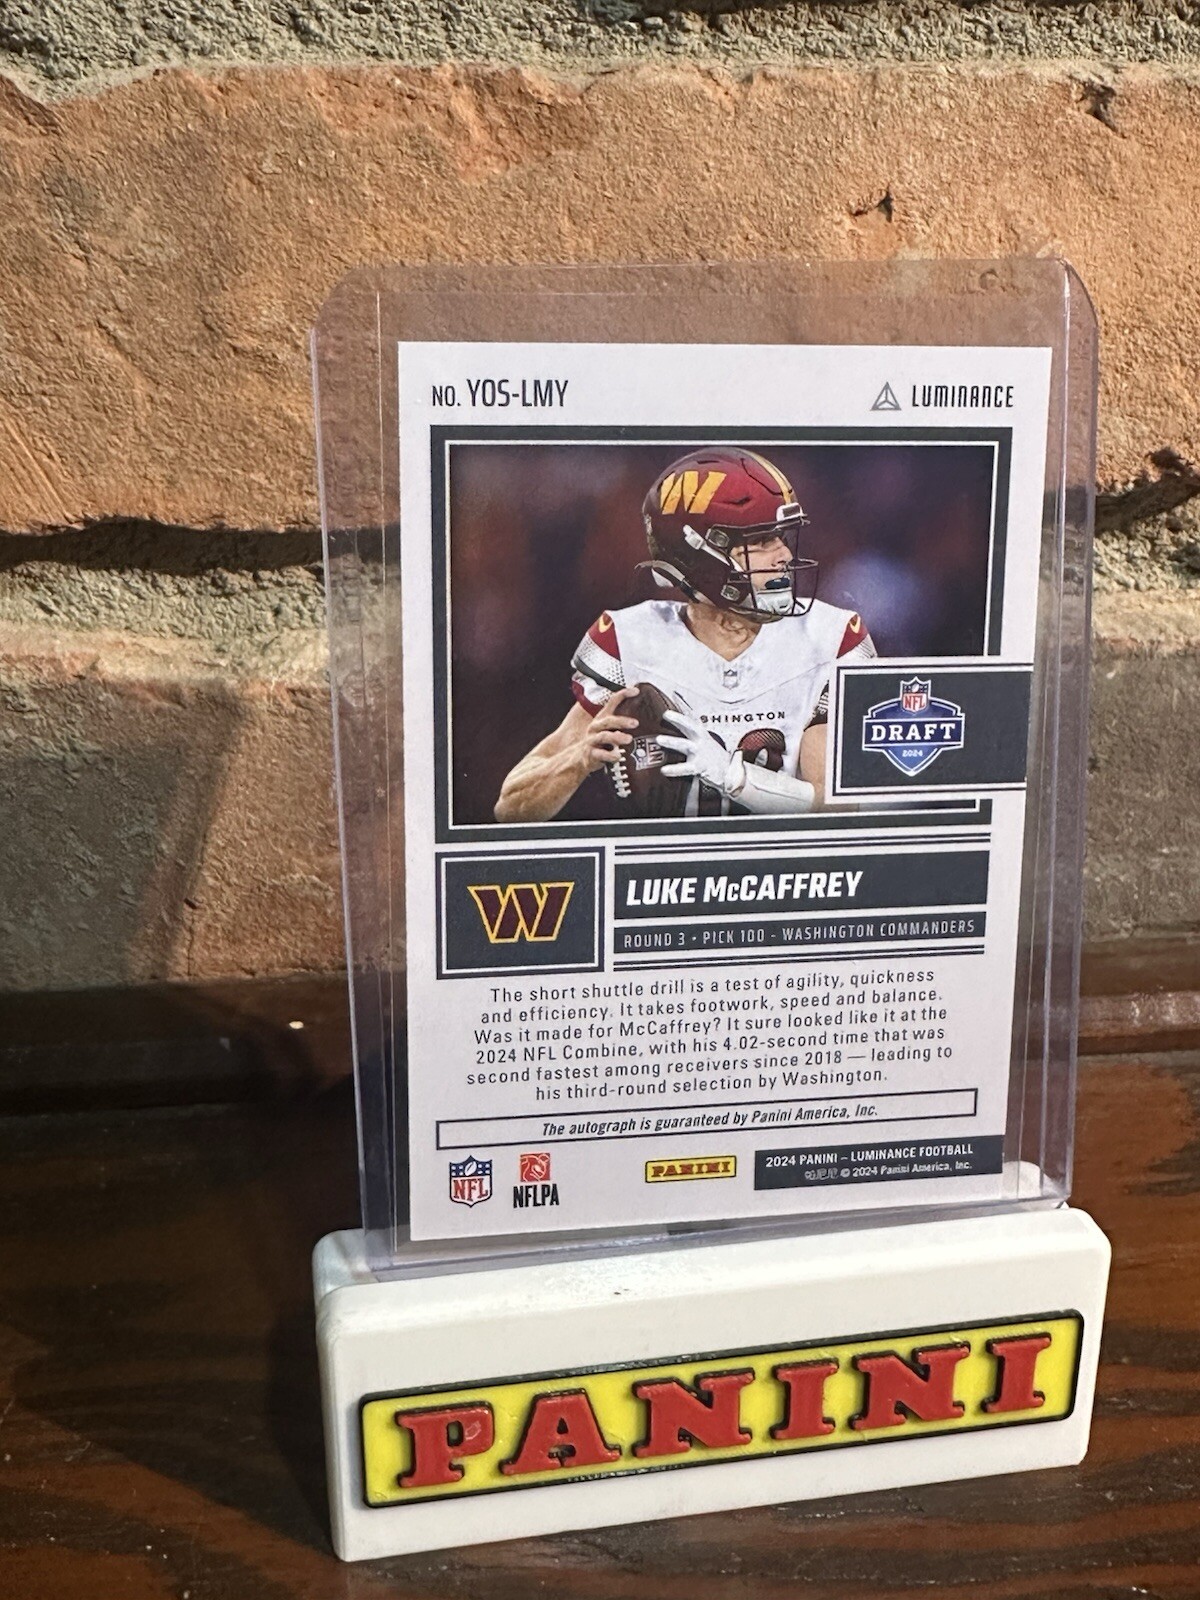 NO. YOS-LMY
LUMINANCE
W
SHINGTON
NFL
NFL
DRAFT
2024
W
LUKE McCAFFREY
ROUND 3 • PICK 100 - WASHINGTON COMMANDERS
The short shuttle drill is a test of agility, quickness
and efficiency. It takes footwork, speed and balance.
Was it made for McCaffrey? It sure looked like it at the
2024 NFL Combine, with his 4.02-second time that was
second fastest among receivers since 2018 — leading to
his third-round selection by Washington.
The autograph is guaranteed by Panini America, Inc.
NFL
NFLPA
PANINI
2024 PANINI – LUMINANCE FOOTBALL
© 2024 Panini America, Inc.
PANINI